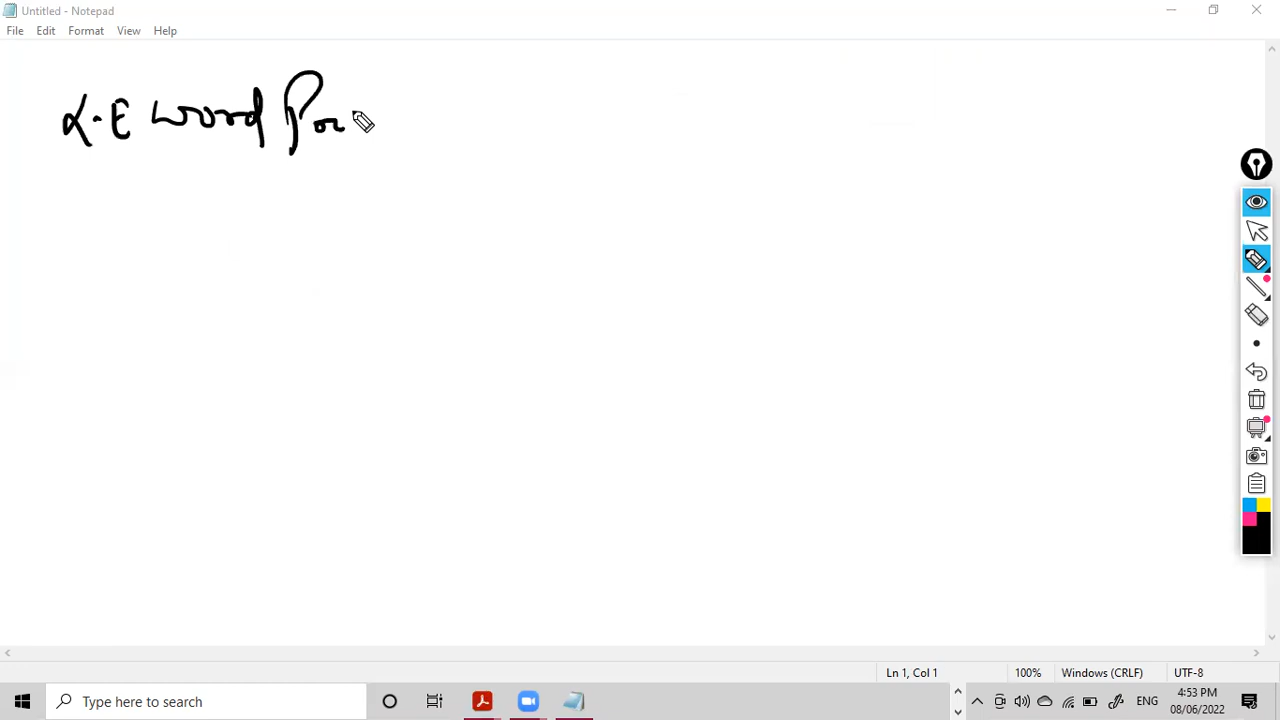 Untitled - Notepad
File Edit Format View Help
L.E word Por
Ln 1, Col 1 100% Windows (CRLF) UTF-8
Type here to search
ENG
4:53 PM
08/06/2022